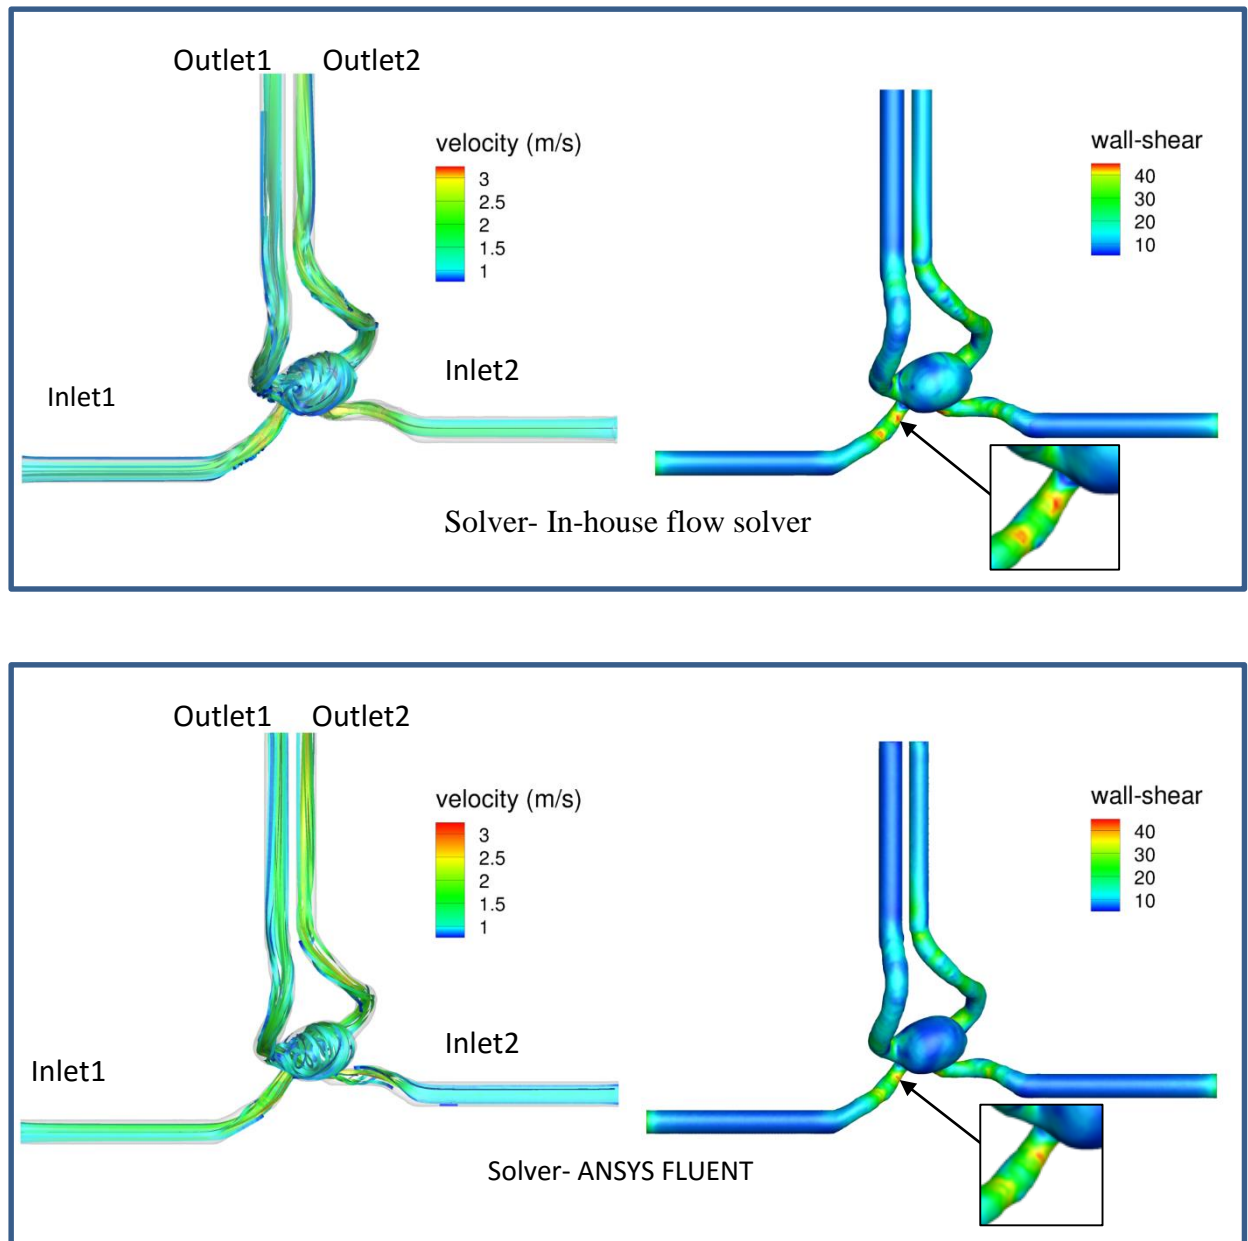 Outlet1 Outlet2
velocity (m/s)
3
2.5
2
1.5
1
wall-shear
40
30
20
10
Inlet1
Inlet2
Solver- In-house flow solver
Outlet1 Outlet2
velocity (m/s)
3
2.5
2
1.5
1
wall-shear
40
30
20
10
Inlet1
Inlet2
Solver- ANSYS FLUENT